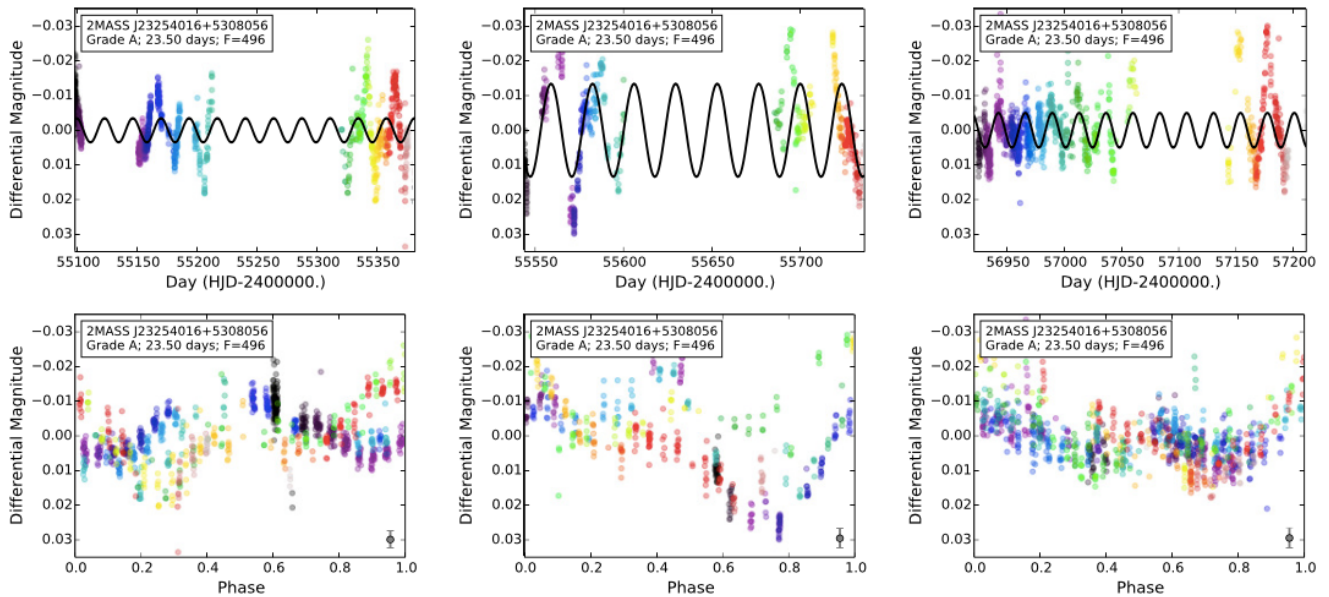 2MASS J23254016+5308056
Grade A; 23.50 days; F=496
−0.03
−0.02
−0.01
0.00
0.01
0.02
0.03
Differential Magnitude
55100 55150 55200 55250 55300 55350
Day (HJD-2400000.)
2MASS J23254016+5308056
Grade A; 23.50 days; F=496
−0.03
−0.02
−0.01
0.00
0.01
0.02
0.03
Differential Magnitude
55550 55600 55650 55700
Day (HJD-2400000.)
2MASS J23254016+5308056
Grade A; 23.50 days; F=496
−0.03
−0.02
−0.01
0.00
0.01
0.02
0.03
Differential Magnitude
56950 57000 57050 57100 57150 57200
Day (HJD-2400000.)
2MASS J23254016+5308056
Grade A; 23.50 days; F=496
−0.03
−0.02
−0.01
0.00
0.01
0.02
0.03
Differential Magnitude
0.0 0.2 0.4 0.6 0.8 1.0
Phase
2MASS J23254016+5308056
Grade A; 23.50 days; F=496
−0.03
−0.02
−0.01
0.00
0.01
0.02
0.03
Differential Magnitude
0.0 0.2 0.4 0.6 0.8 1.0
Phase
2MASS J23254016+5308056
Grade A; 23.50 days; F=496
−0.03
−0.02
−0.01
0.00
0.01
0.02
0.03
Differential Magnitude
0.0 0.2 0.4 0.6 0.8 1.0
Phase